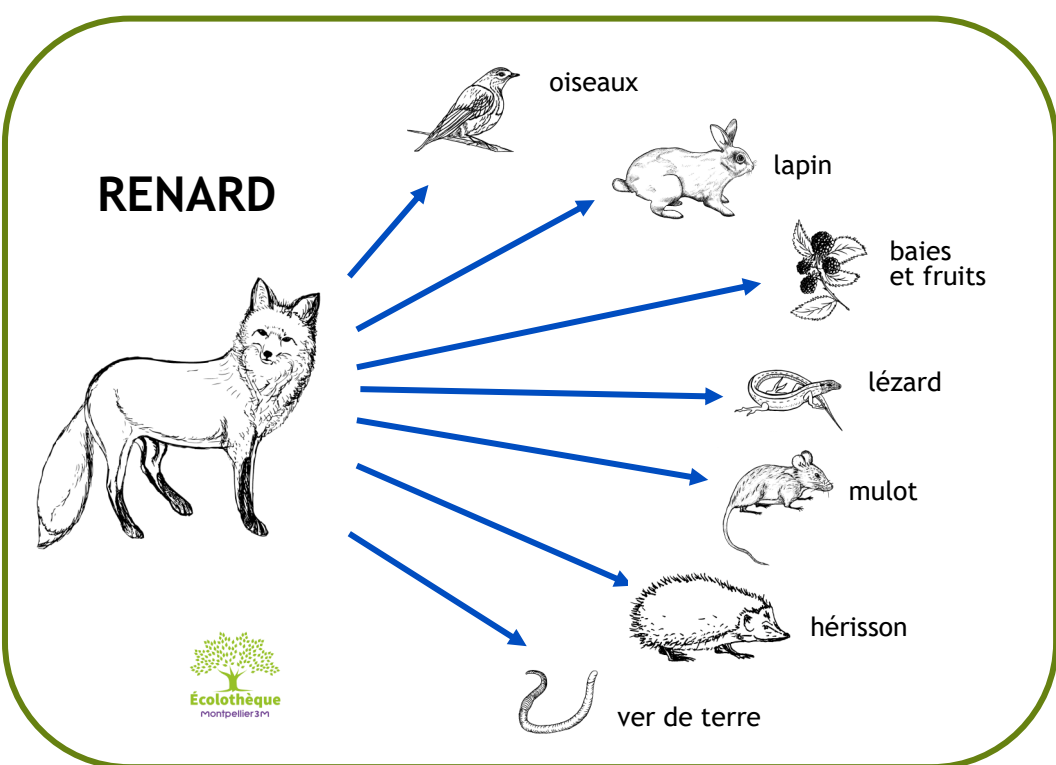 oiseaux
lapin
RENARD
baies
et fruits
lézard
mulot
hérisson
Écolothèque
Montpellier3M
ver de terre